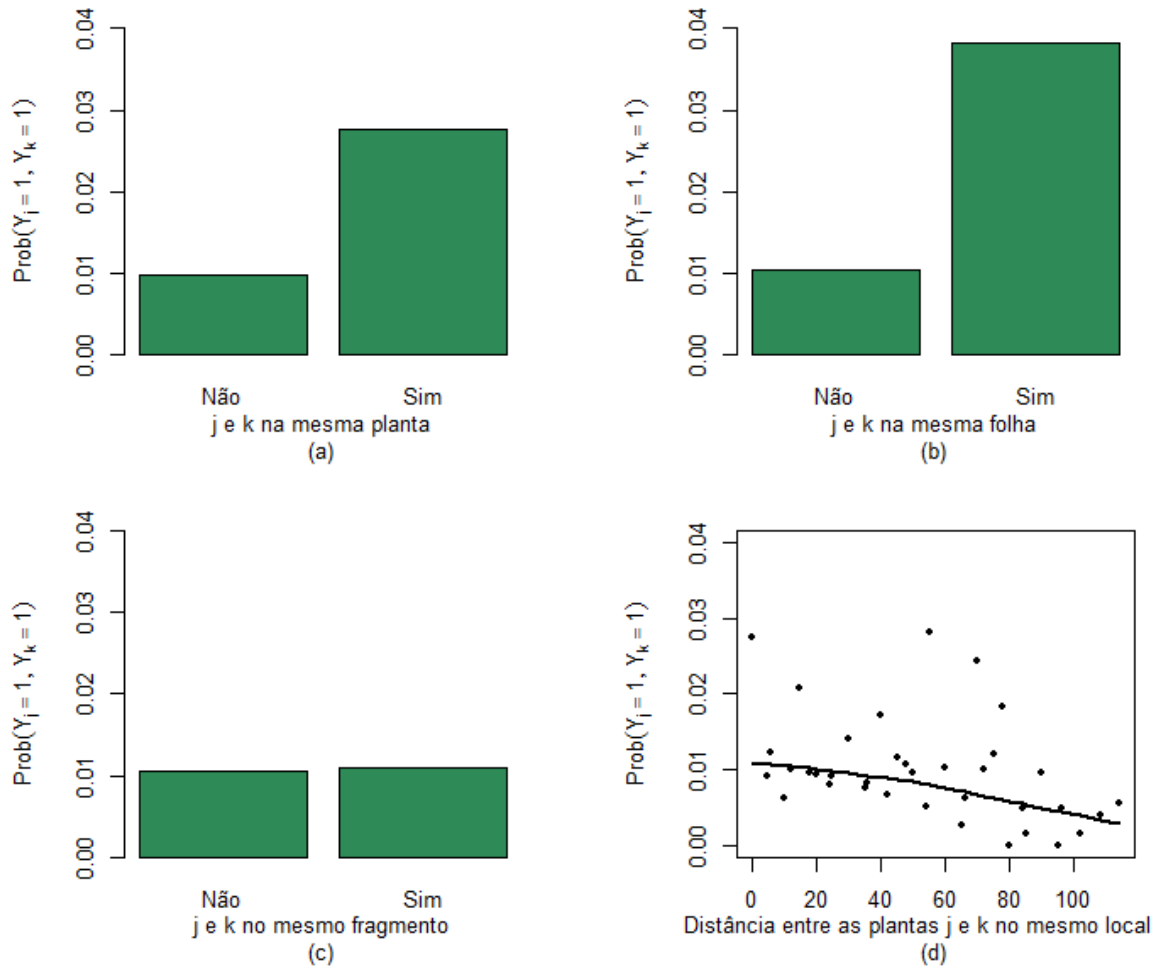 0.04
0.03
0.02
0.01
0.00
Prob(Yj = 1, Yk = 1)
Não Sim
j e k na mesma planta
(a)
0.04
0.03
0.02
0.01
0.00
Prob(Yj = 1, Yk = 1)
Não Sim
j e k na mesma folha
(b)
0.04
0.03
0.02
0.01
0.00
Prob(Yj = 1, Yk = 1)
Não Sim
j e k no mesmo fragmento
(c)
0.04
0.03
0.02
0.01
0.00
Prob(Yj = 1, Yk = 1)
0 20 40 60 80 100
Distância entre as plantas j e k no mesmo local
(d)